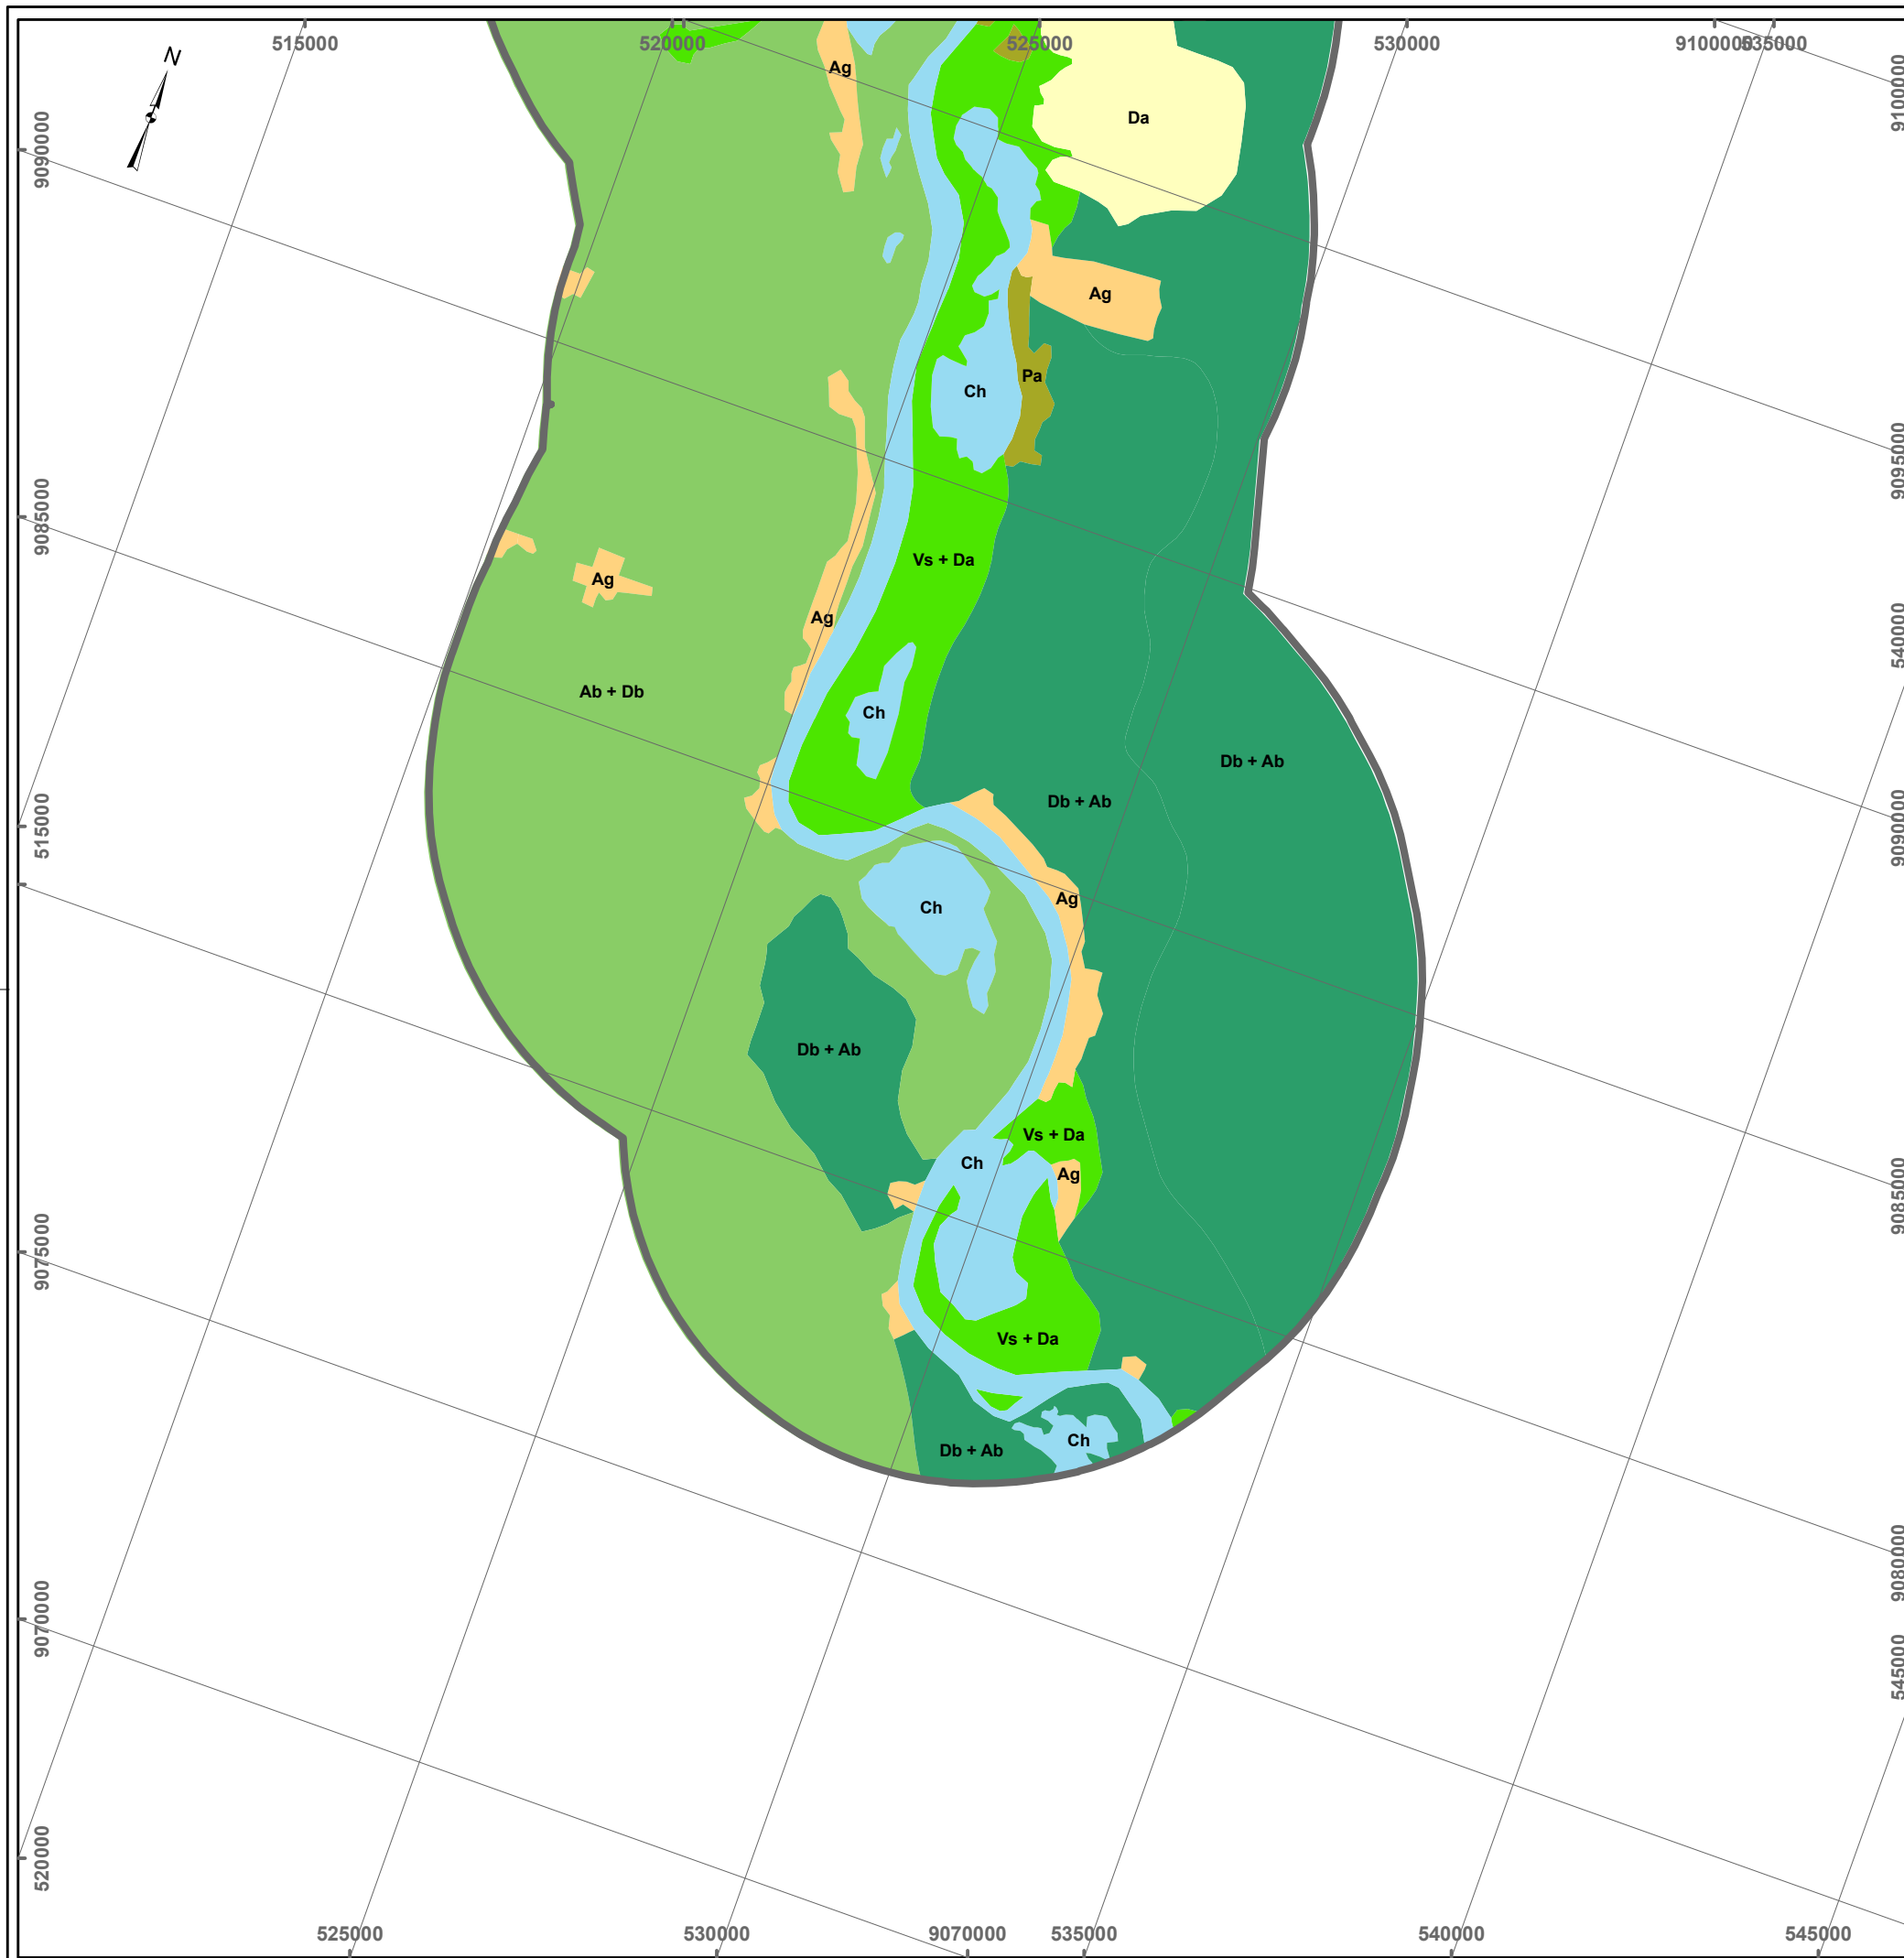 515000
520000
525000
530000
9100000
535000
N
9090000
9085000
515000
9075000
9070000
520000
Ag
Da
Ag
Ch
Pa
Vs + Da
Ag
Ag
Ab + Db
Ch
Db + Ab
Db + Ab
Ag
Ch
Db + Ab
Vs + Da
Ch
Ag
Vs + Da
Db + Ab
Ch
9100000
9095000
540000
9090000
9085000
9080000
545000
525000
530000
9070000
535000
540000
545000